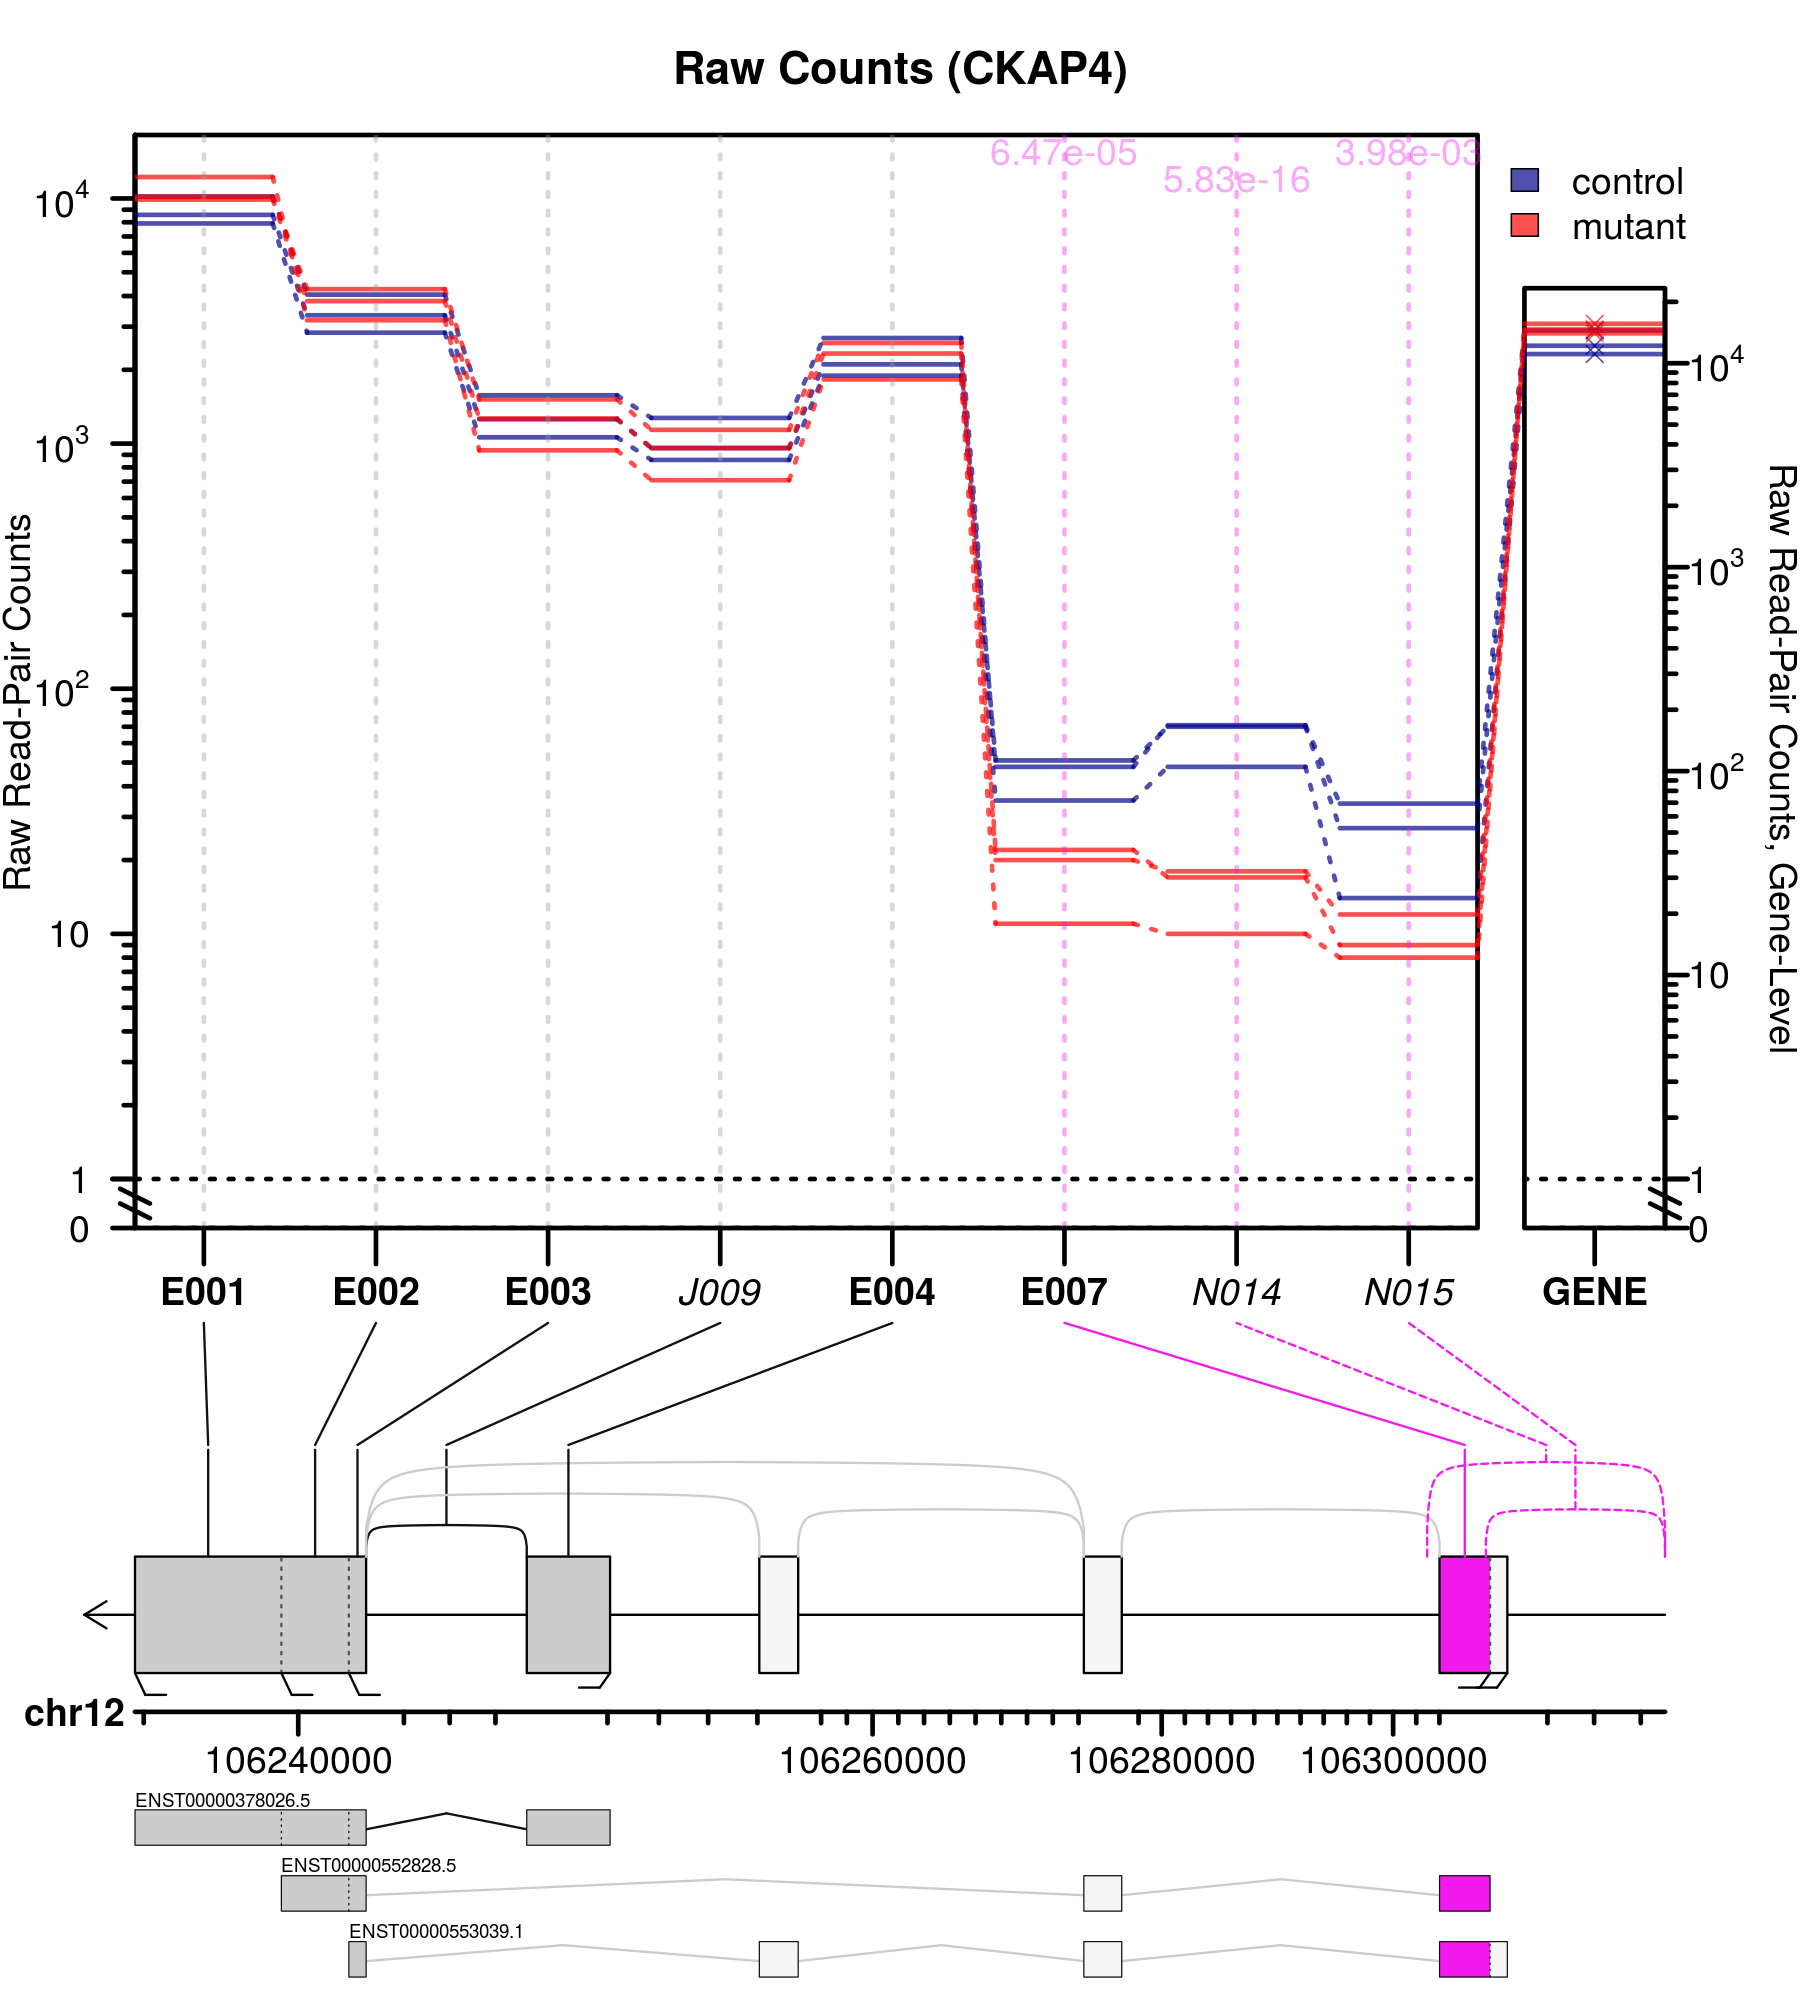 Raw Counts (CKAP4)
6.47e-05
5.83e-16
3.98e-03
control
mutant
Raw Read-Pair Counts
10^4
10^3
10^2
10
1
0
10^4
10^3
10^2
10
1
0
Raw Read-Pair Counts, Gene-Level
E001 E002 E003 J009 E004 E007 N014 N015 GENE
chr12
106240000 106260000 106280000 106300000
ENST00000378026.5
ENST00000552828.5
ENST00000553039.1